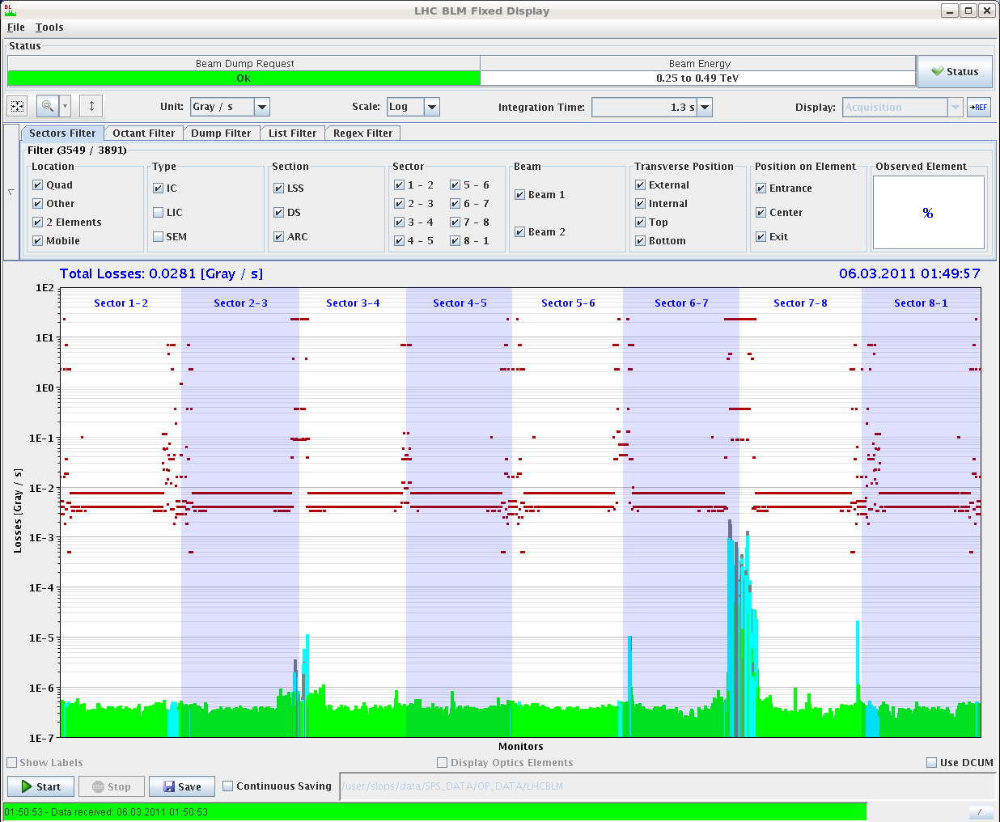 BL
LHC BLM Fixed Display
File Tools
Status
Beam Dump Request Beam Energy
Ok 0.25 to 0.49 TeV
Status
Unit: Gray / s Scale: Log Integration Time: 1.3 s Display: Acquisition REF
Sectors Filter Octant Filter Dump Filter List Filter Regex Filter
Filter (3549 / 3891)
Location Type Section Sector Beam Transverse Position Position on Element Observed Element
Quad IC LSS 1 - 2 5 - 6 Beam 1 External Entrance
Other LIC DS 2 - 3 6 - 7 Internal Center %
2 Elements SEM ARC 3 - 4 7 - 8 Beam 2 Top Exit
Mobile 4 - 5 8 - 1 Bottom
Total Losses: 0.0281 [Gray / s] 06.03.2011 01:49:57
1E2
Sector 1-2 Sector 2-3 Sector 3-4 Sector 4-5 Sector 5-6 Sector 6-7 Sector 7-8 Sector 8-1
1E1
1E0
1E-1
1E-2
1E-3
1E-4
1E-5
1E-6
1E-7
Losses [Gray / s]
Monitors
Show Labels Display Optics Elements Use DCUM
Start Stop Save Continuous Saving /user/slops/data/SPS_DATA/OP_DATA/LHCBLM
01:50:53 - Data received: 06.03.2011 01:50:53